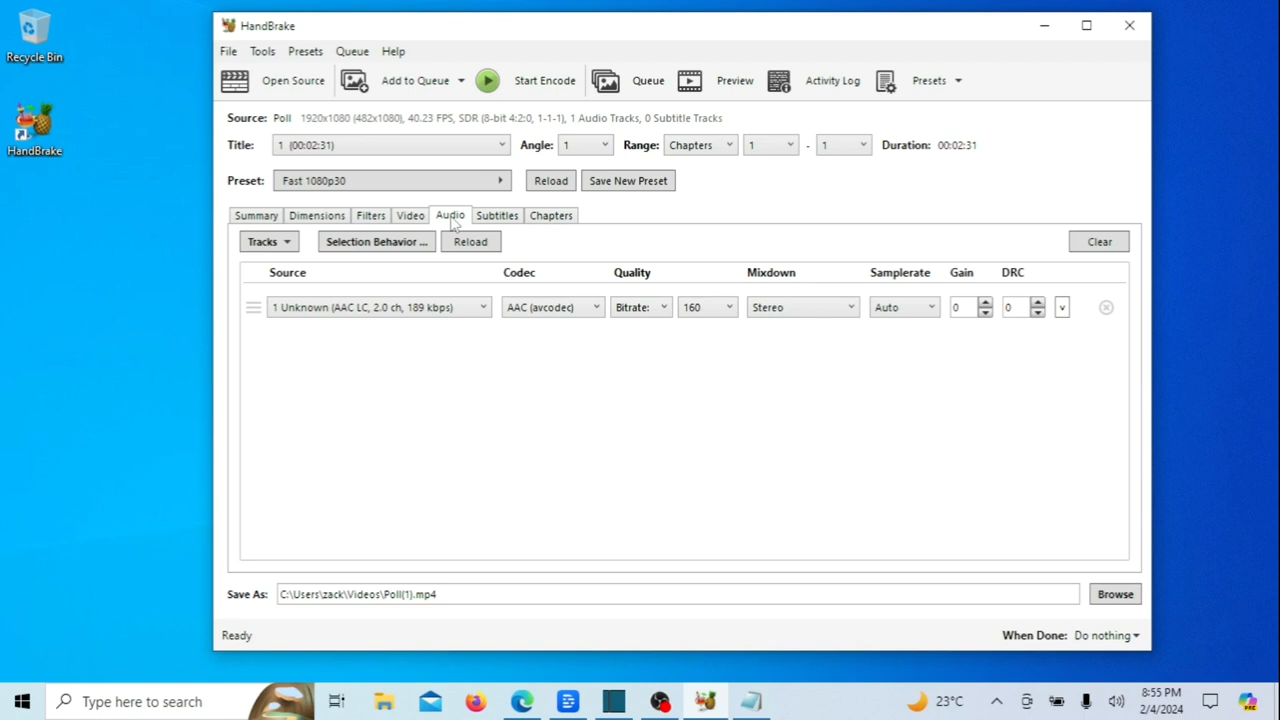 Recycle Bin
HandBrake
HandBrake
File Tools Presets Queue Help
Open Source Add to Queue Start Encode Queue Preview Activity Log Presets
Source: Poll 1920x1080 (482x1080), 40.23 FPS, SDR (8-bit 4:2:0, 1-1-1), 1 Audio Tracks, 0 Subtitle Tracks
Title: 1 (00:02:31) Angle: 1 Range: Chapters 1 - 1 Duration: 00:02:31
Preset: Fast 1080p30 Reload Save New Preset
Summary Dimensions Filters Video Audio Subtitles Chapters
Tracks Selection Behavior ... Reload Clear
Source Codec Quality Mixdown Samplerate Gain DRC
1 Unknown (AAC LC, 2.0 ch, 189 kbps) AAC (avcodec) Bitrate: 160 Stereo Auto 0 0 v
Save As: C:\Users\zack\Videos\Poll(1).mp4 Browse
Ready When Done: Do nothing
Type here to search 23°C 8:55 PM
2/4/2024
PRE